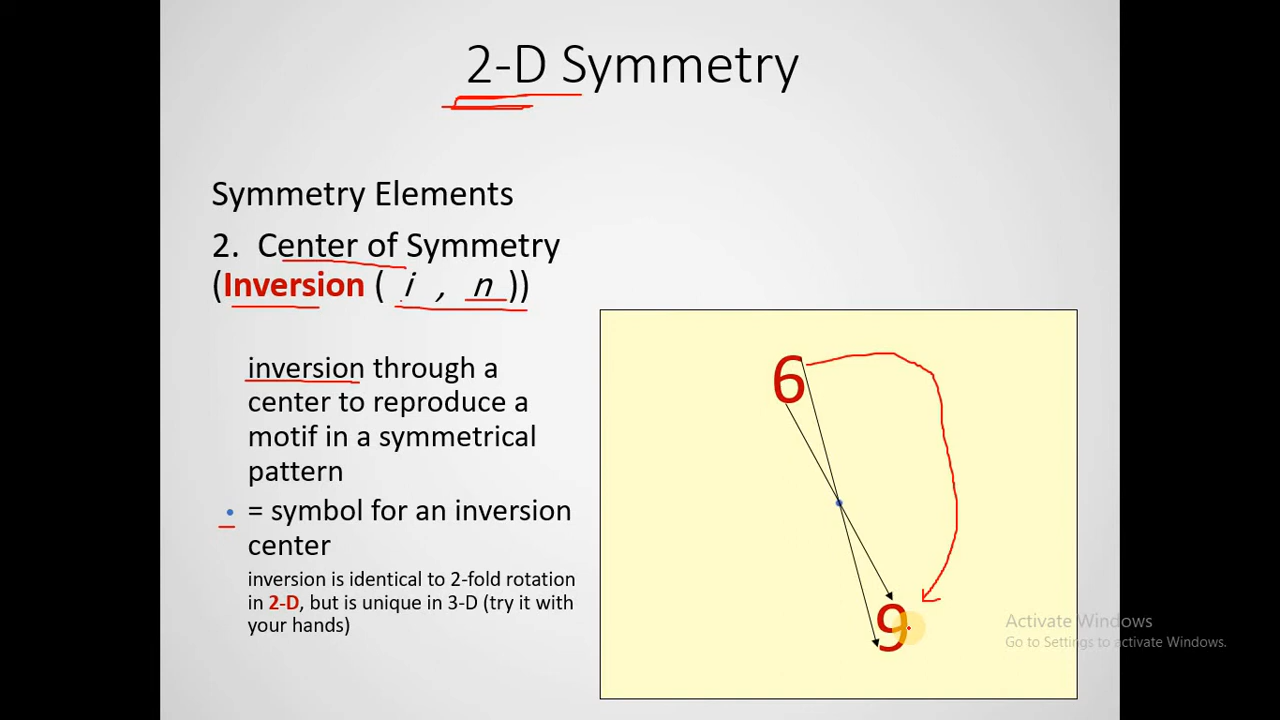 2-D Symmetry
Symmetry Elements
2. Center of Symmetry
(Inversion ( i , n ))
inversion through a
center to reproduce a
motif in a symmetrical
pattern
• = symbol for an inversion
center
inversion is identical to 2-fold rotation
in 2-D, but is unique in 3-D (try it with
your hands)
6
9
Activate Windows
Go to Settings to activate Windows.